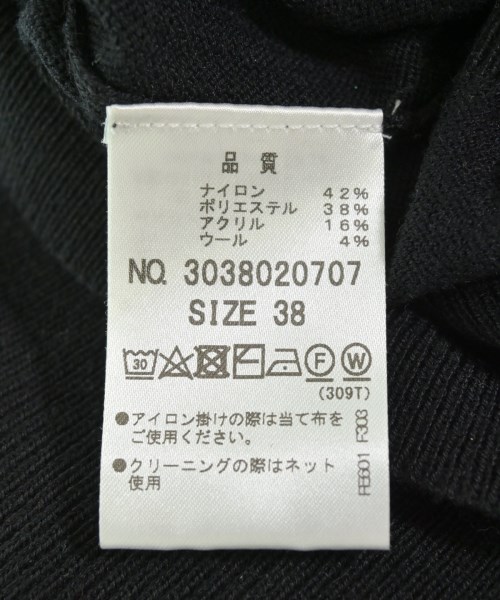 品質
ナイロン 42%
ポリエステル 38%
アクリル 16%
ウール 4%
NO. 3038020707
SIZE 38
30 F W
(309T)
●アイロン掛けの際は当て布を
ご使用ください。
●クリーニングの際はネット
使用